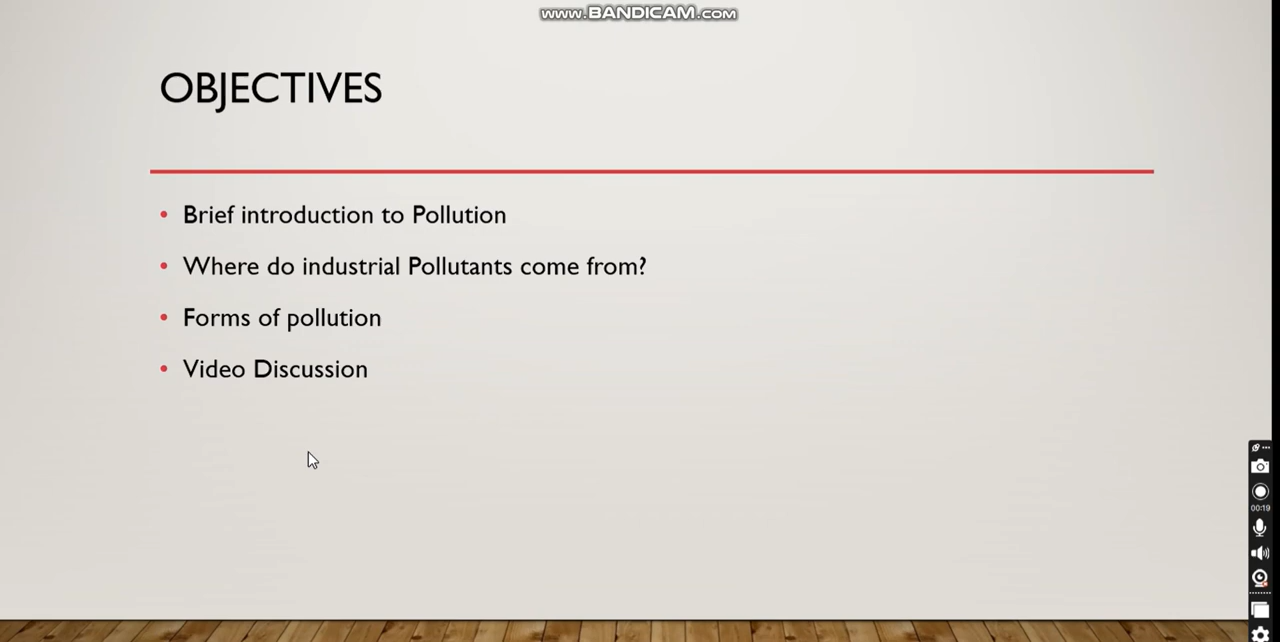 www.BANDICAM.com
OBJECTIVES
• Brief introduction to Pollution
• Where do industrial Pollutants come from?
• Forms of pollution
• Video Discussion
00:19